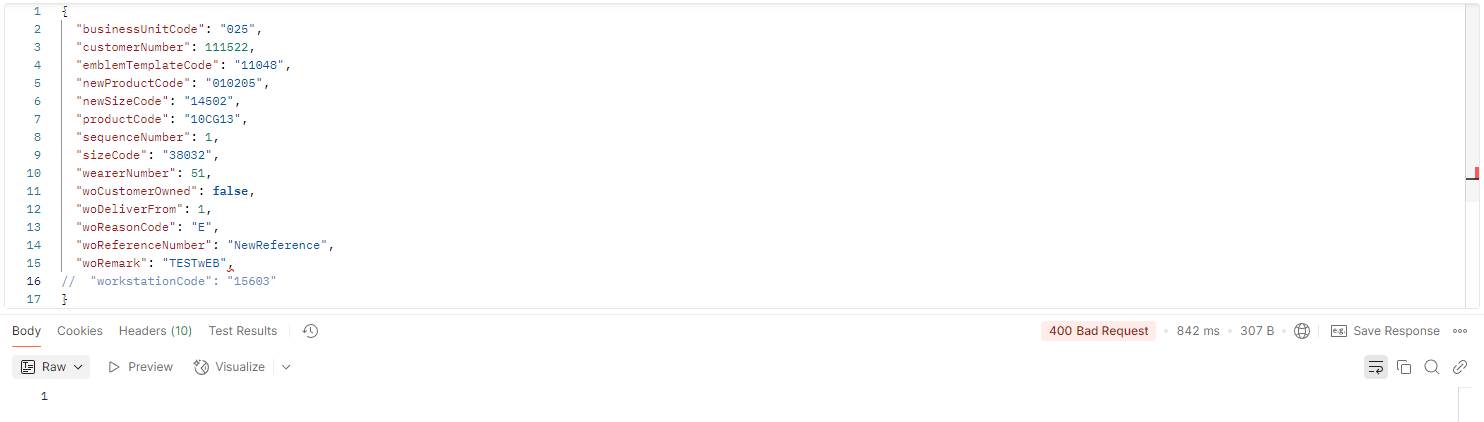 1 {
2 "businessUnitCode": "025",
3 "customerNumber": 111522,
4 "emblemTemplateCode": "11048",
5 "newProductCode": "010205",
6 "newSizeCode": "14502",
7 "productCode": "10CG13",
8 "sequenceNumber": 1,
9 "sizeCode": "38032",
10 "wearerNumber": 51,
11 "woCustomerOwned": false,
12 "woDeliverFrom": 1,
13 "woReasonCode": "E",
14 "woReferenceNumber": "NewReference",
15 "woRemark": "TESTwEB",
16 // "workstationCode": "15603"
17 }
Body Cookies Headers (10) Test Results 400 Bad Request • 842 ms • 307 B • e.g. Save Response
Raw Preview Visualize
1